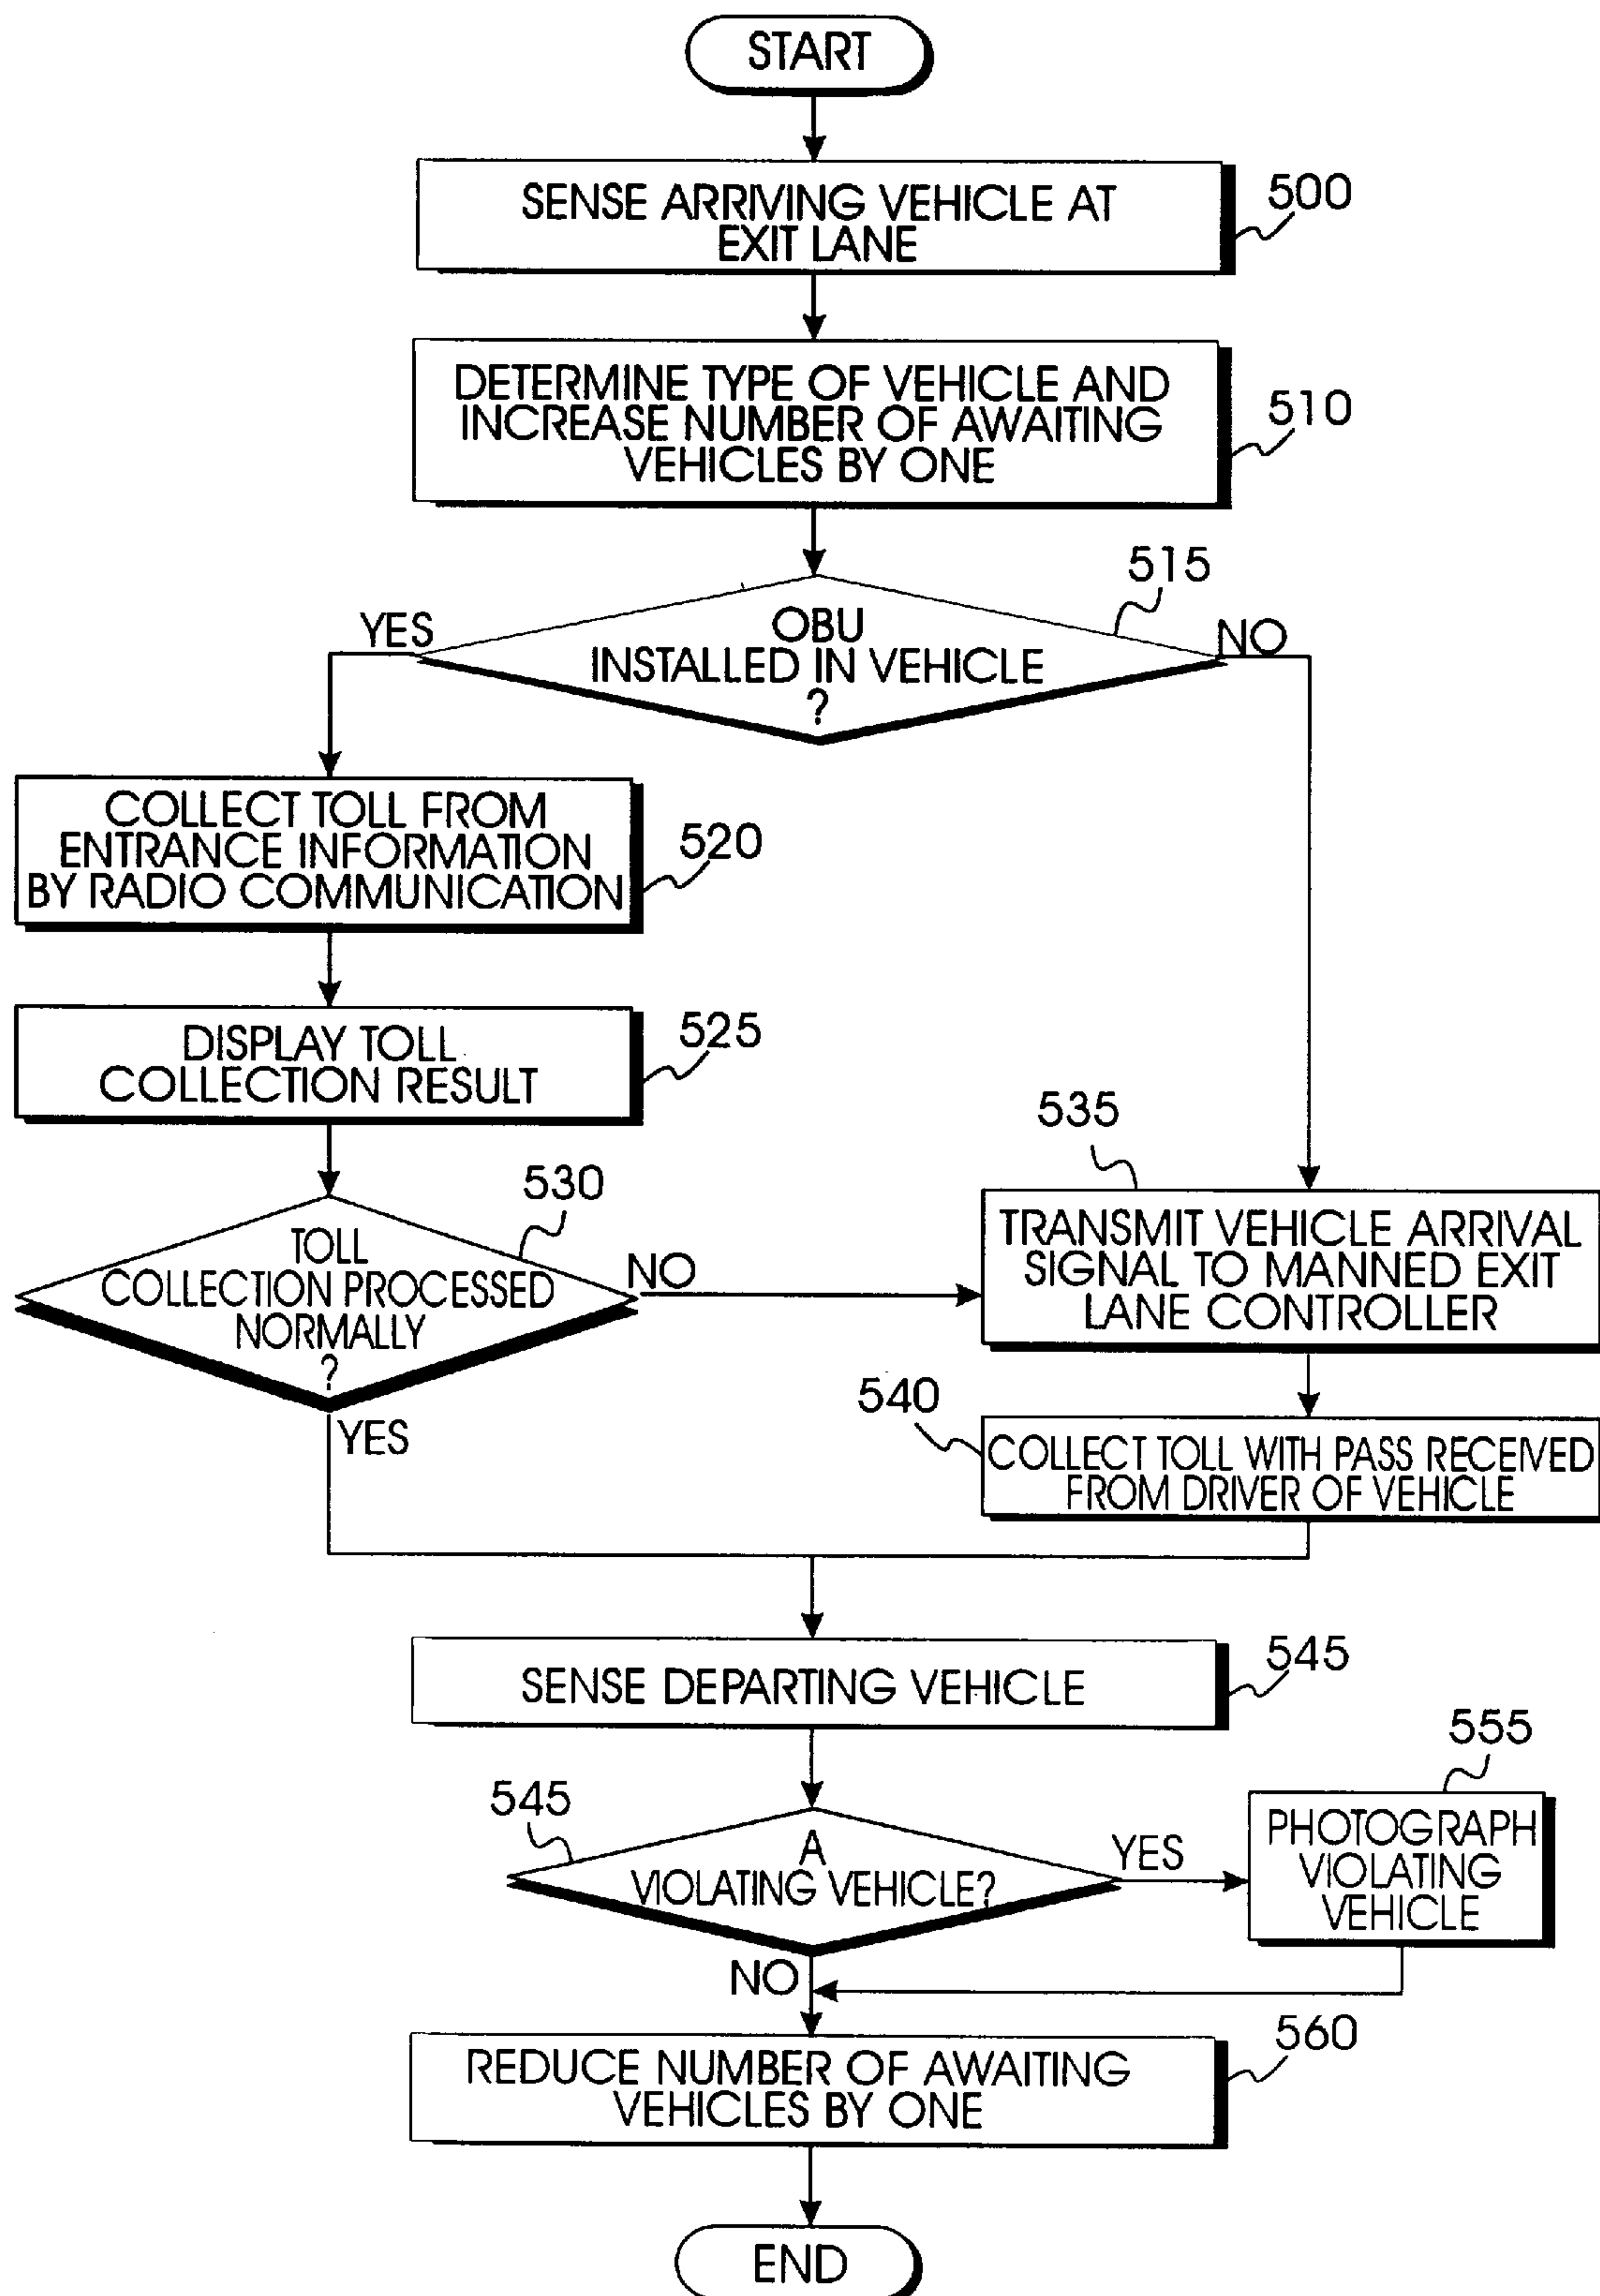 START
SENSE ARRIVING VEHICLE AT
EXIT LANE
500
DETERMINE TYPE OF VEHICLE AND
INCREASE NUMBER OF AWAITING
VEHICLES BY ONE
510
515
YES
OBU
INSTALLED IN VEHICLE
?
NO
COLLECT TOLL FROM
ENTRANCE INFORMATION
BY RADIO COMMUNICATION
520
DISPLAY TOLL
COLLECTION RESULT
525
530
TOLL
COLLECTION PROCESSED
NORMALLY
?
NO
YES
535
TRANSMIT VEHICLE ARRIVAL
SIGNAL TO MANNED EXIT
LANE CONTROLLER
540
COLLECT TOLL WITH PASS RECEIVED
FROM DRIVER OF VEHICLE
SENSE DEPARTING VEHICLE
545
545
A
VIOLATING VEHICLE?
YES
NO
555
PHOTOGRAPH
VIOLATING
VEHICLE
REDUCE NUMBER OF AWAITING
VEHICLES BY ONE
560
END